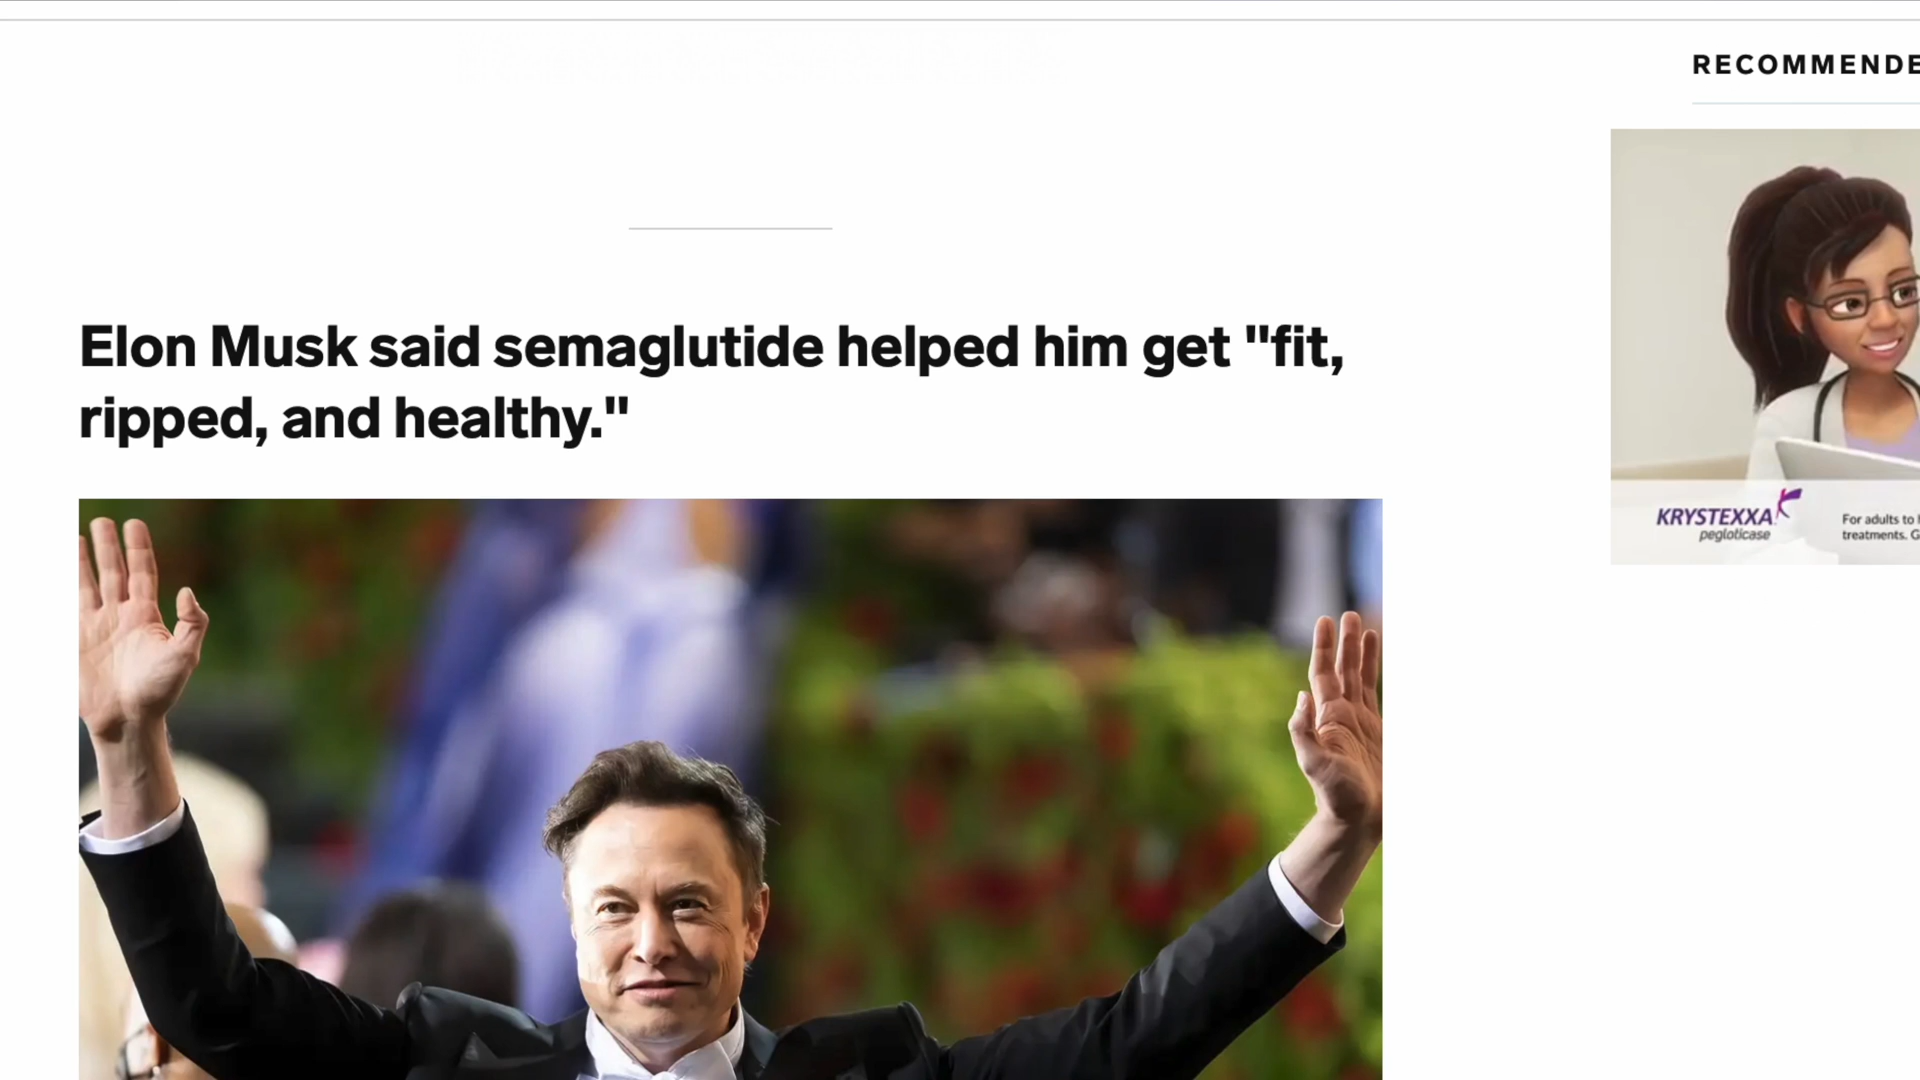 RECOMMENDE
Elon Musk said semaglutide helped him get "fit,
ripped, and healthy."
KRYSTEXXA
pegloticase
For adults to
treatments. G